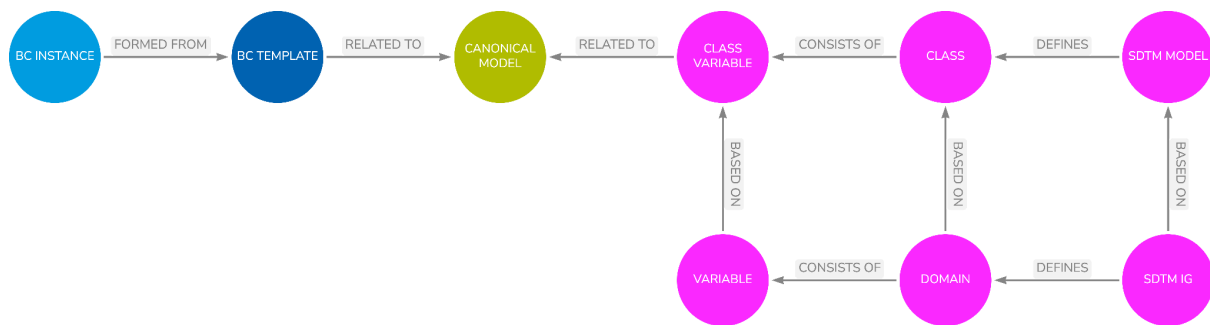 BC INSTANCE
FORMED FROM
BC TEMPLATE
RELATED TO
CANONICAL
MODEL
RELATED TO
CLASS
VARIABLE
CONSISTS OF
CLASS
DEFINES
SDTM MODEL
BASED ON
BASED ON
BASED ON
VARIABLE
CONSISTS OF
DOMAIN
DEFINES
SDTM IG